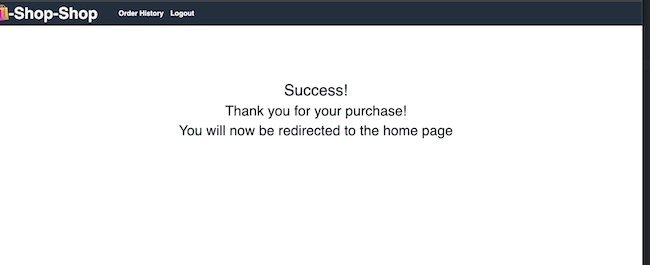 -Shop-Shop Order History Logout
Success!
Thank you for your purchase!
You will now be redirected to the home page